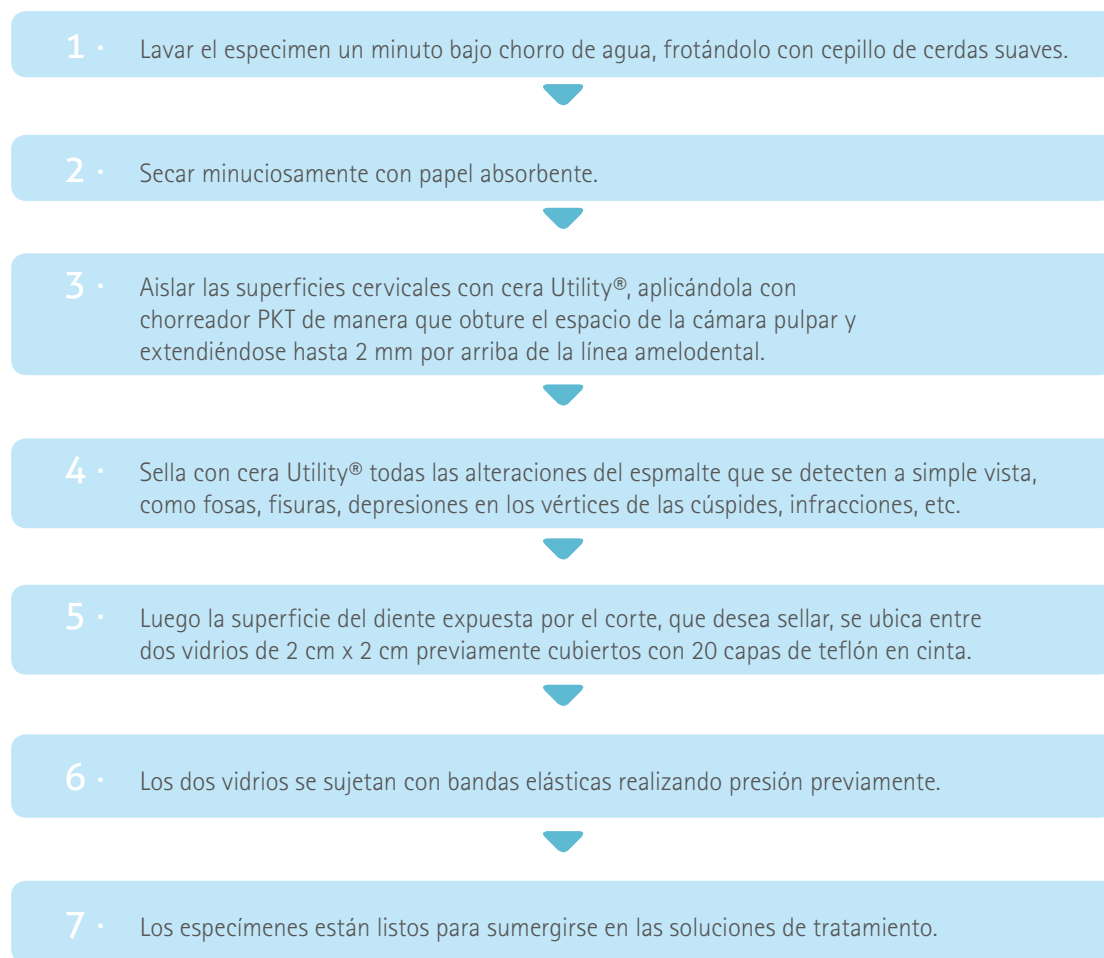 1 · Lavar el especimen un minuto bajo chorro de agua, frotándolo con cepillo de cerdas suaves.
2 · Secar minuciosamente con papel absorbente.
3 · Aislar las superficies cervicales con cera Utility®, aplicándola con
chorreador PKT de manera que obture el espacio de la cámara pulpar y
extendiéndose hasta 2 mm por arriba de la línea amelodental.
4 · Sella con cera Utility® todas las alteraciones del espmalte que se detecten a simple vista,
como fosas, fisuras, depresiones en los vértices de las cúspides, infracciones, etc.
5 · Luego la superficie del diente expuesta por el corte, que desea sellar, se ubica entre
dos vidrios de 2 cm x 2 cm previamente cubiertos con 20 capas de teflón en cinta.
6 · Los dos vidrios se sujetan con bandas elásticas realizando presión previamente.
7 · Los especímenes están listos para sumergirse en las soluciones de tratamiento.